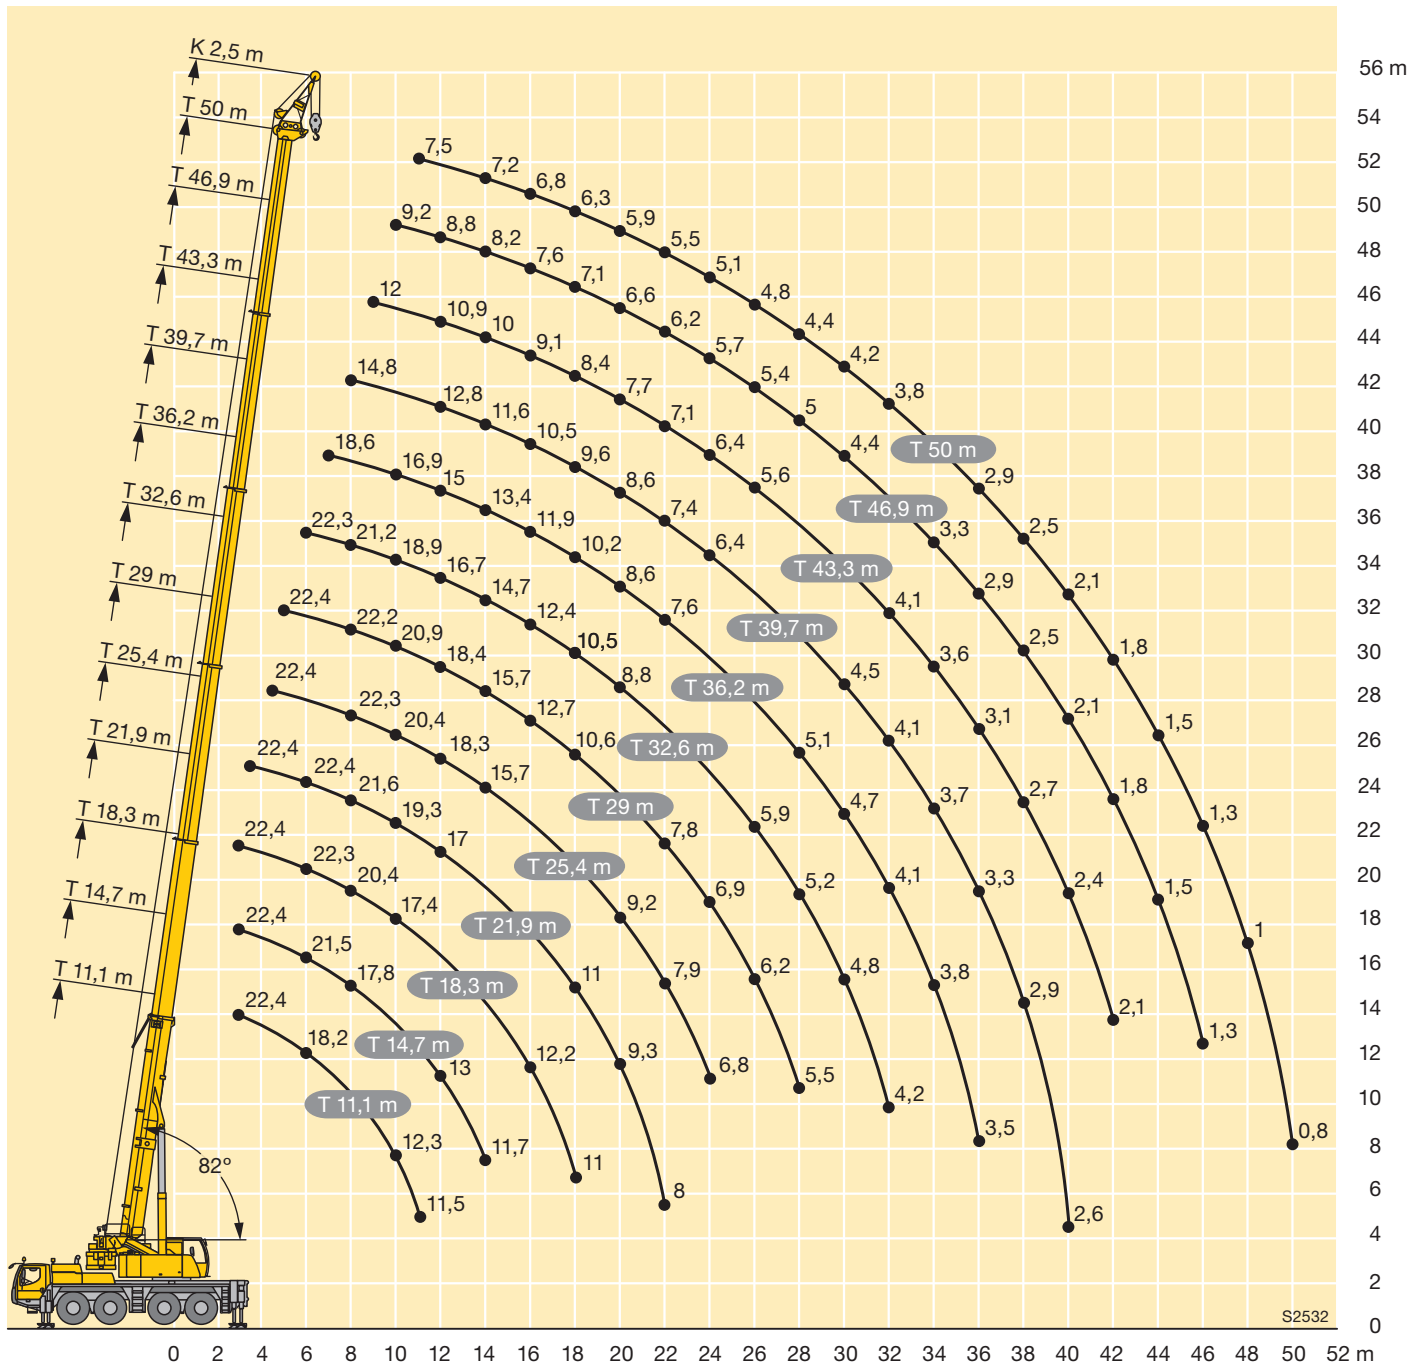 K 2,5 m
T 50 m
T 46,9 m
T 43,3 m
T 39,7 m
T 36,2 m
T 32,6 m
T 29 m
T 25,4 m
T 21,9 m
T 18,3 m
T 14,7 m
T 11,1 m
82°
7,5 7,2 6,8 6,3 5,9 5,5 5,1 4,8 4,4 4,2 3,8 T 50 m 2,9 2,5 2,1 1,8 1,5 1,3 1 0,8
9,2 8,8 8,2 7,6 7,1 6,6 6,2 5,7 5,4 5 4,4 T 46,9 m 3,3 2,9 2,5 2,1 1,8 1,5 1,3
12 10,9 10 9,1 8,4 7,7 7,1 6,4 5,6 T 43,3 m 4,1 3,6 3,1 2,7 2,4 2,1
14,8 12,8 11,6 10,5 9,6 8,6 7,4 6,4 T 39,7 m 4,5 4,1 3,7 3,3 2,9 2,6
18,6 16,9 15 13,4 11,9 10,2 8,6 7,6 T 36,2 m 5,1 4,7 4,1 3,8 3,5
22,3 21,2 18,9 16,7 14,7 12,4 10,5 8,8 T 32,6 m 5,9 5,2 4,8 4,2
22,4 22,2 20,9 18,4 15,7 12,7 10,6 T 29 m 7,8 6,9 6,2 5,5
22,4 22,3 20,4 18,3 15,7 T 25,4 m 9,2 7,9 6,8
22,4 22,4 21,6 19,3 17 T 21,9 m 11 9,3 8
22,4 22,3 20,4 17,4 T 18,3 m 12,2 11
22,4 21,5 17,8 T 14,7 m 13 11,7
22,4 18,2 T 11,1 m 12,3 11,5
56 m
54
52
50
48
46
44
42
40
38
36
34
32
30
28
26
24
22
20
18
16
14
12
10
8
6
4
2
0
S2532
0 2 4 6 8 10 12 14 16 18 20 22 24 26 28 30 32 34 36 38 40 42 44 46 48 50 52 m